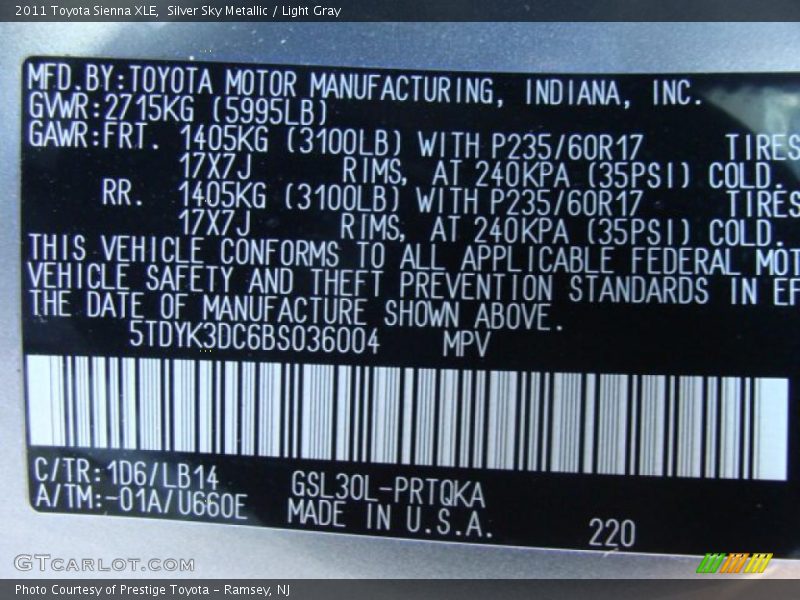 2011 Toyota Sienna XLE,  Silver Sky Metallic / Light Gray
MFD.BY:TOYOTA MOTOR MANUFACTURING, INDIANA, INC.
GVWR:2715KG (5995LB)
GAWR:FRT. 1405KG (3100LB) WITH P235/60R17 TIRES
17X7J RIMS, AT 240KPA (35PSI) COLD.
RR. 1405KG (3100LB) WITH P235/60R17 TIRES
17X7J RIMS, AT 240KPA (35PSI) COLD.
THIS VEHICLE CONFORMS TO ALL APPLICABLE FEDERAL MOT
VEHICLE SAFETY AND THEFT PREVENTION STANDARDS IN EF
THE DATE OF MANUFACTURE SHOWN ABOVE.
5TDYK3DC6BS036004 MPV
C/TR:1D6/LB14 GSL30L-PRTQKA
A/TM:-01A/U660E MADE IN U.S.A. 220
GTCARLOT.COM
Photo Courtesy of Prestige Toyota - Ramsey, NJ